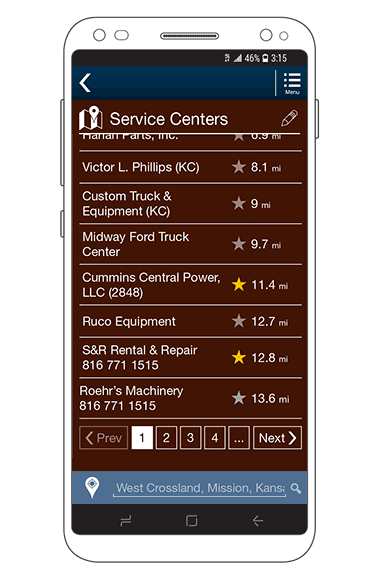 46% 3:15
Menu
Service Centers
Parts, Inc. 6.9 mi
Victor L. Phillips (KC) 8.1 mi
Custom Truck & 9 mi
Equipment (KC)
Midway Ford Truck 9.7 mi
Center
Cummins Central Power, 11.4 mi
LLC (2848)
Ruco Equipment 12.7 mi
S&R Rental & Repair 12.8 mi
816 771 1515
Roehr's Machinery 13.6 mi
816 771 1515
Prev 1 2 3 4 ... Next
West Crossland, Mission, Kansa